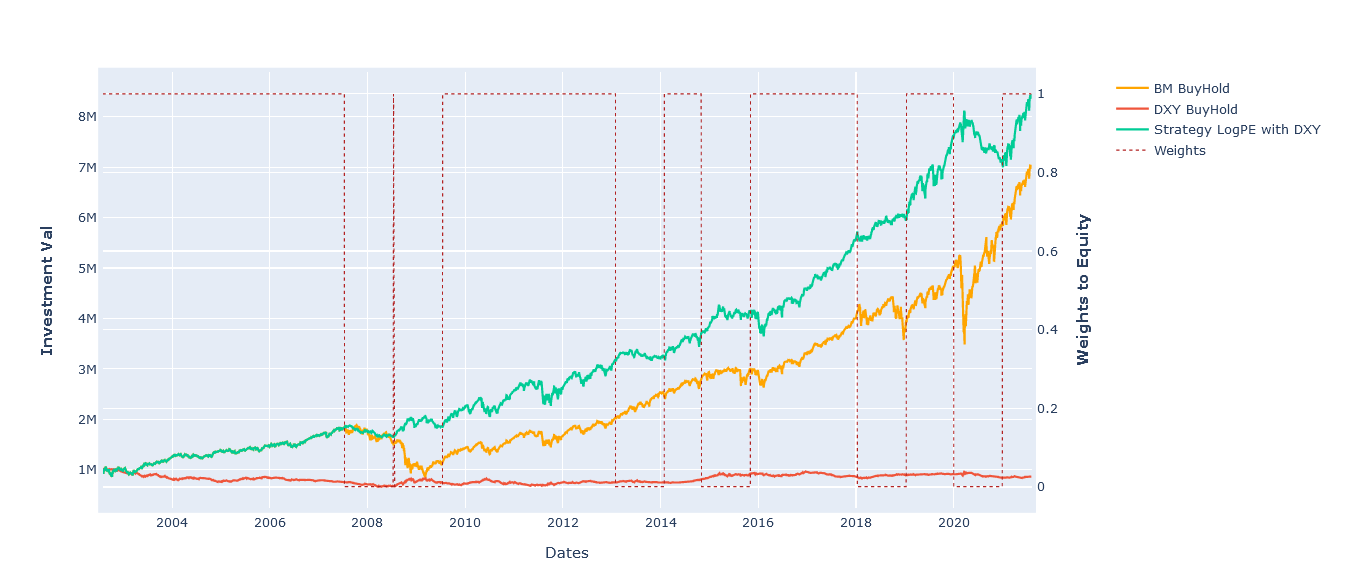 8M
7M
6M
5M
4M
3M
2M
1M
Investment Val
2004
2006
2008
2010
2012
2014
2016
2018
2020
Dates
1
0.8
0.6
0.4
0.2
0
Weights to Equity
BM BuyHold
DXY BuyHold
Strategy LogPE with DXY
Weights